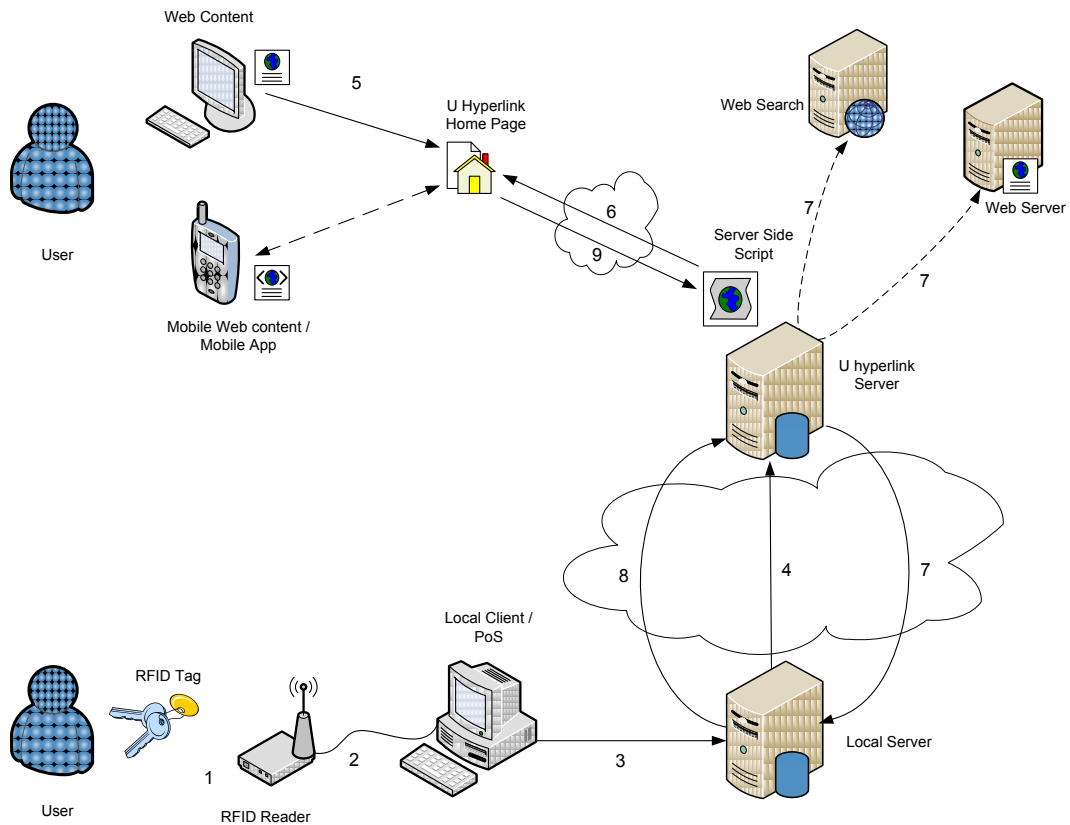 Web Content
5
U Hyperlink
Home Page
Web Search
Web Server
7
7
6
9
Server Side
Script
User
Mobile Web content /
Mobile App
U hyperlink
Server
8
4
7
Local Client /
PoS
RFID Tag
1
2
3
Local Server
User
RFID Reader